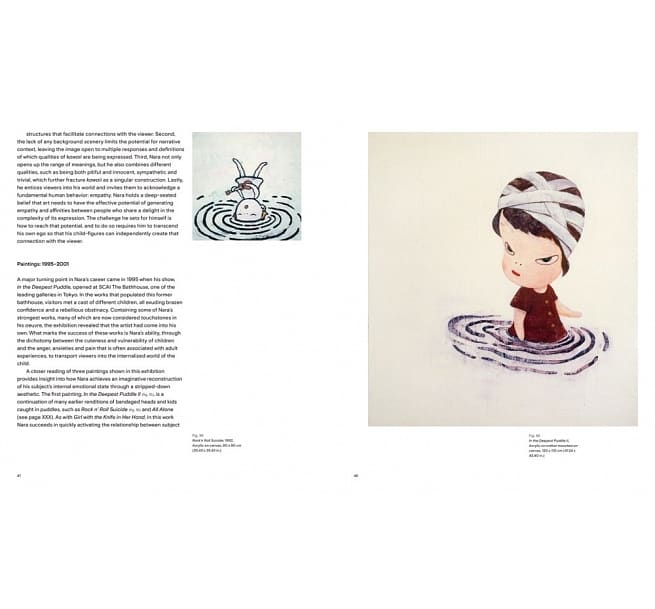 structures that facilitate connections with the viewer. Second,
the lack of any background scenery limits the potential for narrative
context, leaving the image open to multiple responses and definitions
of which qualities of kawaii are being expressed. Third, Nara not only
opens up the range of meanings, but he also combines different
qualities, such as being both pitiful and innocent, sympathetic and
trivial, which further fracture kawaii as a singular construction. Lastly,
he entices viewers into his world and invites them to acknowledge a
fundamental human behavior: empathy. Nara holds a deep-seated
belief that art needs to have the effective potential of generating
empathy and affinities between people who share a delight in the
complexity of its expression. The challenge he sets for himself is
how to reach that potential, and to do so requires him to transcend
his own ego so that his child-figures can independently create that
connection with the viewer.
Paintings: 1995–2001
A major turning point in Nara's career came in 1995 when his show,
In the Deepest Puddle, opened at SCAI The Bathhouse, one of the
leading galleries in Tokyo. In the works that populated this former
bathhouse, visitors met a cast of different children, all exuding brazen
confidence and a rebellious obstinacy. Containing some of Nara's
strongest works, many of which are now considered touchstones in
his oeuvre, the exhibition revealed that the artist had come into his
own. What marks the success of these works is Nara's ability, through
the dichotomy between the cuteness and vulnerability of children
and the anger, anxieties and pain that is often associated with adult
experiences, to transport viewers into the internalized world of the
child.
A closer reading of three paintings shown in this exhibition
provides insight into how Nara achieves an imaginative reconstruction
of his subject's internal emotional state through a stripped-down
aesthetic. The first painting, In the Deepest Puddle II is a
continuation of many earlier renditions of bandaged heads and kids
caught in puddles, such as Rock n' Roll Suicide and All Alone
(see page XXX). As with Girl with the Knife in Her Hand, in this work
Nara succeeds in quickly activating the relationship between subject
Fig.
Rock'n Roll Suicide, 1992,
Acrylic on canvas,
Fig.
In the Deepest Puddle II,
Acrylic on cotton mounted on
canvas, 120 x 110 cm